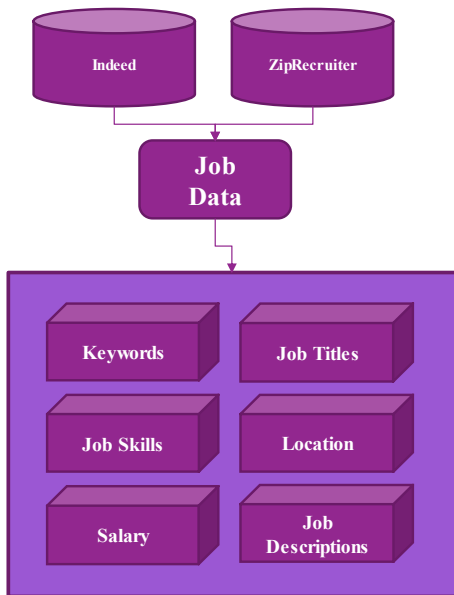 Indeed
ZipRecruiter
Job
Data
Keywords
Job Titles
Job Skills
Location
Salary
Job
Descriptions